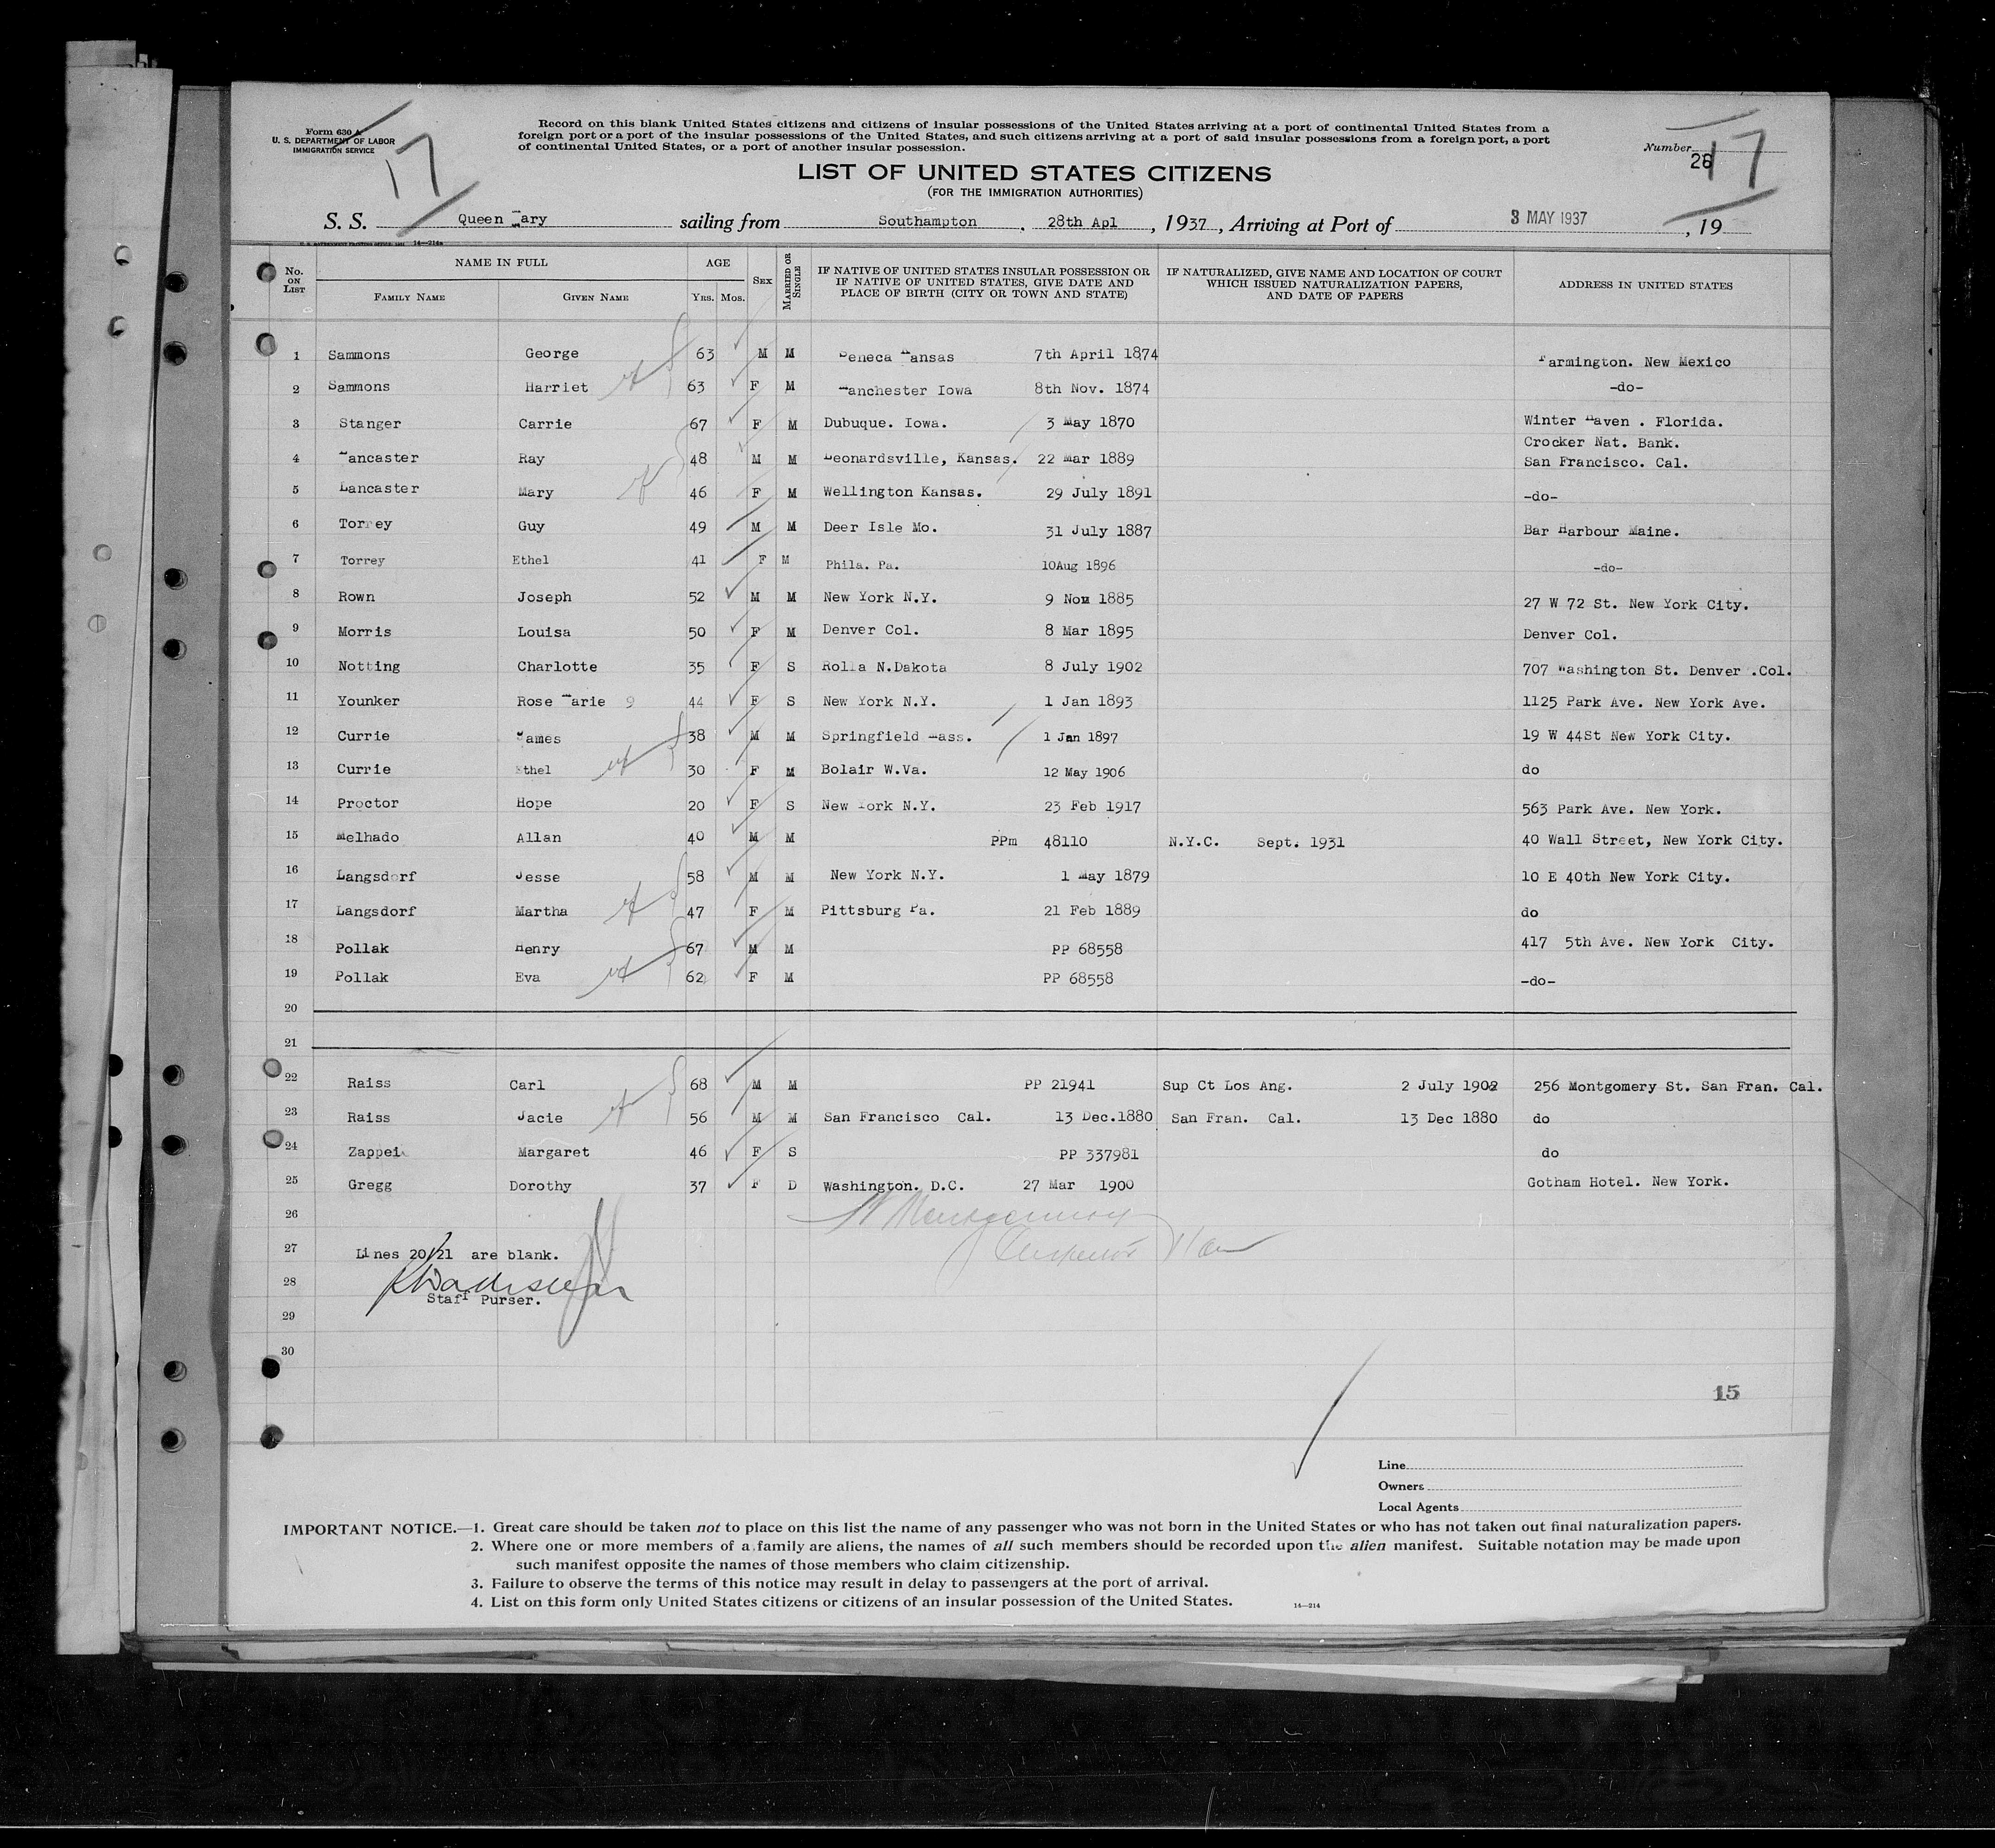 Form 630 A
U. S. DEPARTMENT OF LABOR
IMMIGRATION SERVICE
17
Record on this blank United States citizens and citizens of insular possessions of the United States arriving at a port of continental United States from a
foreign port or a port of the insular possessions of the United States, and such citizens arriving at a port of said insular possessions from a foreign port, a port
of continental United States, or a port of another insular possession.
Number 26 17
LIST OF UNITED STATES CITIZENS
(FOR THE IMMIGRATION AUTHORITIES)
S. S. Queen Mary sailing from Southampton, 28th Apl, 1937, Arriving at Port of 3 MAY 1937, 19
14—214a
No. ON LIST
NAME IN FULL
FAMILY NAME GIVEN NAME
AGE
YRS. MOS.
SEX
MARRIED OR SINGLE
IF NATIVE OF UNITED STATES INSULAR POSSESSION OR
IF NATIVE OF UNITED STATES, GIVE DATE AND
PLACE OF BIRTH (CITY OR TOWN AND STATE)
IF NATURALIZED, GIVE NAME AND LOCATION OF COURT
WHICH ISSUED NATURALIZATION PAPERS,
AND DATE OF PAPERS
ADDRESS IN UNITED STATES
1 Sammons George 63 M M Seneca Kansas 7th April 1874 Farmington. New Mexico
2 Sammons Harriet 63 F M Manchester Iowa 8th Nov. 1874 -do-
3 Stanger Carrie 67 F M Dubuque. Iowa. 3 May 1870 Winter Haven . Florida.
4 Lancaster Ray 48 M M Leonardsville, Kansas. 22 Mar 1889 Crocker Nat. Bank.
San Francisco. Cal.
5 Lancaster Mary 46 F M Wellington Kansas. 29 July 1891 -do-
6 Torrey Guy 49 M M Deer Isle Mo. 31 July 1887 Bar Harbour Maine.
7 Torrey Ethel 41 F M Phila. Pa. 10Aug 1896 -do-
8 Rown Joseph 52 M M New York N.Y. 9 Nov 1885 27 W 72 St. New York City.
9 Morris Louisa 50 F M Denver Col. 8 Mar 1895 Denver Col.
10 Notting Charlotte 35 F S Rolla N.Dakota 8 July 1902 707 Washington St. Denver .Col.
11 Younker Rose Marie 9 44 F S New York N.Y. 1 Jan 1893 1125 Park Ave. New York Ave.
12 Currie James 38 M M Springfield Mass. 1 Jan 1897 19 W 44St New York City.
13 Currie Ethel 30 F M Bolair W.Va. 12 May 1906 do
14 Proctor Hope 20 F S New York N.Y. 23 Feb 1917 563 Park Ave. New York.
15 Melhado Allan 40 M M PPm 48110 N.Y.C. Sept. 1931 40 Wall Street, New York City.
16 Langsdorf Jesse 58 M M New York N.Y. 1 May 1879 10 E 40th New York City.
17 Langsdorf Martha 47 F M Pittsburg Pa. 21 Feb 1889 do
18 Pollak Henry 67 M M PP 68558 417 5th Ave. New York City.
19 Pollak Eva 62 F M PP 68558 -do-
20
21
22 Raiss Carl 68 M M PP 21941 Sup Ct Los Ang. 2 July 1902 256 Montgomery St. San Fran. Cal.
23 Raiss Jacie 56 M M San Francisco Cal. 13 Dec.1880 San Fran. Cal. 13 Dec 1880 do
24 Zappei Margaret 46 F S PP 337981 do
25 Gregg Dorothy 37 F D Washington. D.C. 27 Mar 1900 Gotham Hotel. New York.
26
27 Lines 20/21 are blank.
28
Staff Purser.
29
30
15
Line
Owners
Local Agents
IMPORTANT NOTICE.—1. Great care should be taken not to place on this list the name of any passenger who was not born in the United States or who has not taken out final naturalization papers.
2. Where one or more members of a family are aliens, the names of all such members should be recorded upon the alien manifest. Suitable notation may be made upon
such manifest opposite the names of those members who claim citizenship.
3. Failure to observe the terms of this notice may result in delay to passengers at the port of arrival.
4. List on this form only United States citizens or citizens of an insular possession of the United States.
14—214